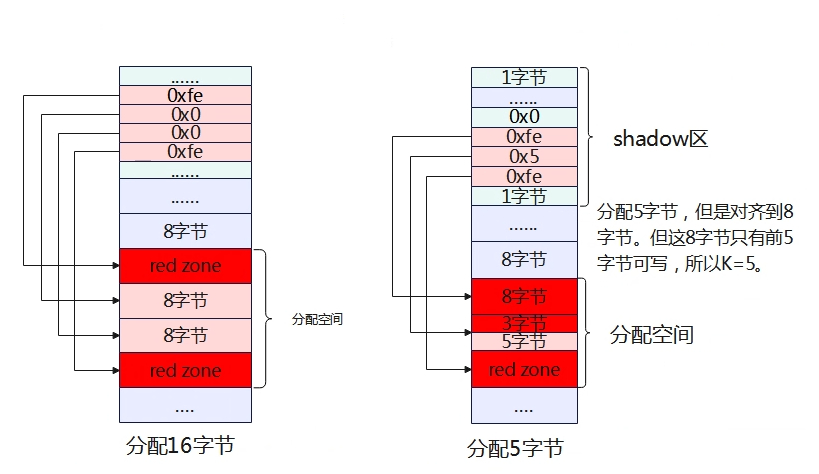 ......
0xfe
0x0
0x0
0xfe
......
......
8字节
red zone
8字节
8字节
red zone
....
分配空间
分配16字节
1字节
......
0x0
0xfe
0x5
0xfe
1字节
......
8字节
8字节
3字节
5字节
red zone
....
shadow区
分配5字节，但是对齐到8
字节。但这8字节只有前5
字节可写，所以K=5。
分配空间
分配5字节